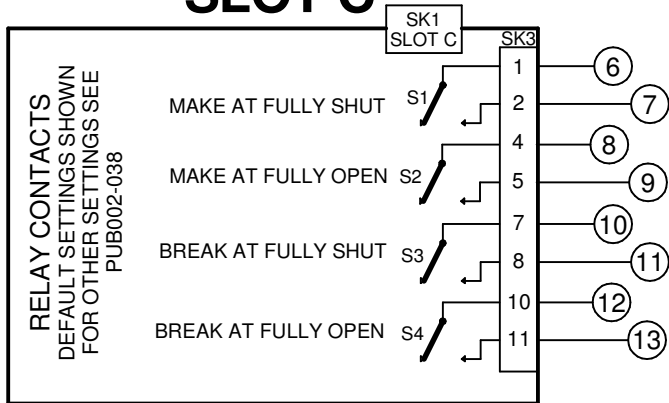 SK1
SLOT C
SK3
RELAY CONTACTS
DEFAULT SETTINGS SHOWN
FOR OTHER SETTINGS SEE
PUB002-038
MAKE AT FULLY SHUT S1 1 6
2 7
MAKE AT FULLY OPEN S2 4 8
5 9
BREAK AT FULLY SHUT S3 7 10
8 11
BREAK AT FULLY OPEN S4 10 12
11 13